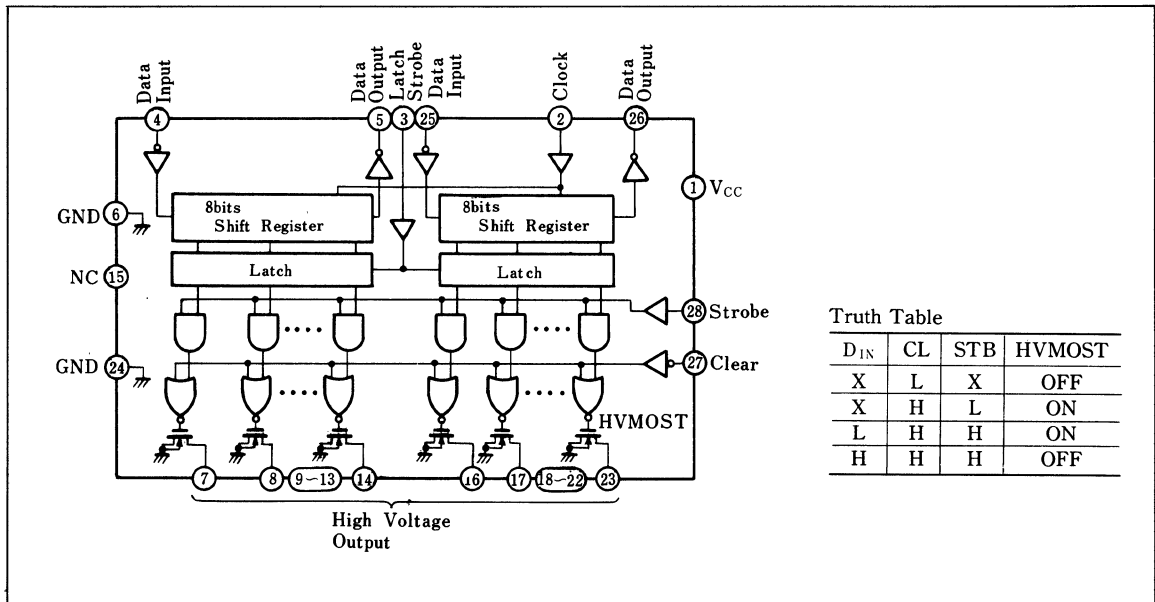 Data Input
Data Output
Latch Strobe
Data Input
Clock
Data Output
4
5
3
25
2
26
1
V_CC
8bits
Shift Register
8bits
Shift Register
6
GND
Latch
Latch
NC
15
28
Strobe
24
GND
27
Clear
HVMOST
7
8
9~13
14
16
17
18~22
23
High Voltage
Output
Truth Table
D_IN CL STB HVMOST
X L X OFF
X H L ON
L H H ON
H H H OFF